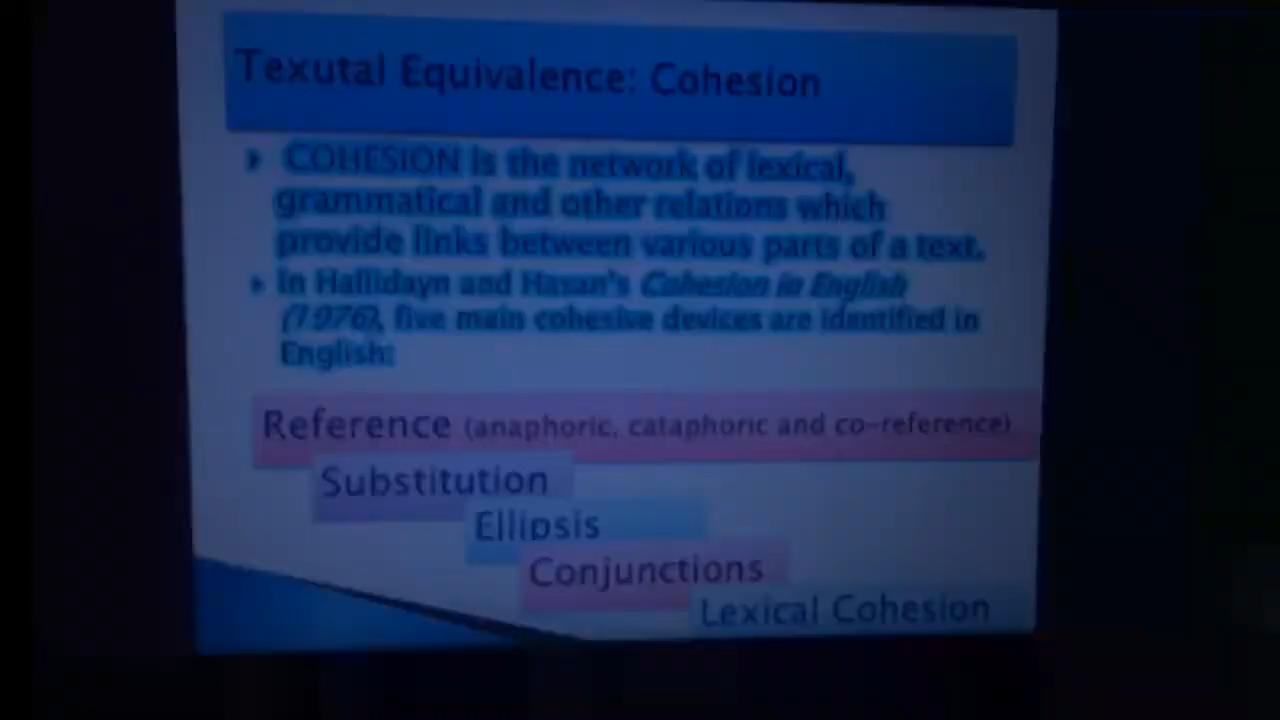 Texutal Equivalence: Cohesion
COHESION is the network of lexical,
grammatical and other relations which
provide links between various parts of a text.
In Hallidayn and Hasan's Cohesion in English
(1976), five main cohesive devices are identified in
English:
Reference (anaphoric, cataphoric and co-reference)
Substitution
Ellipsis
Conjunctions
Lexical Cohesion